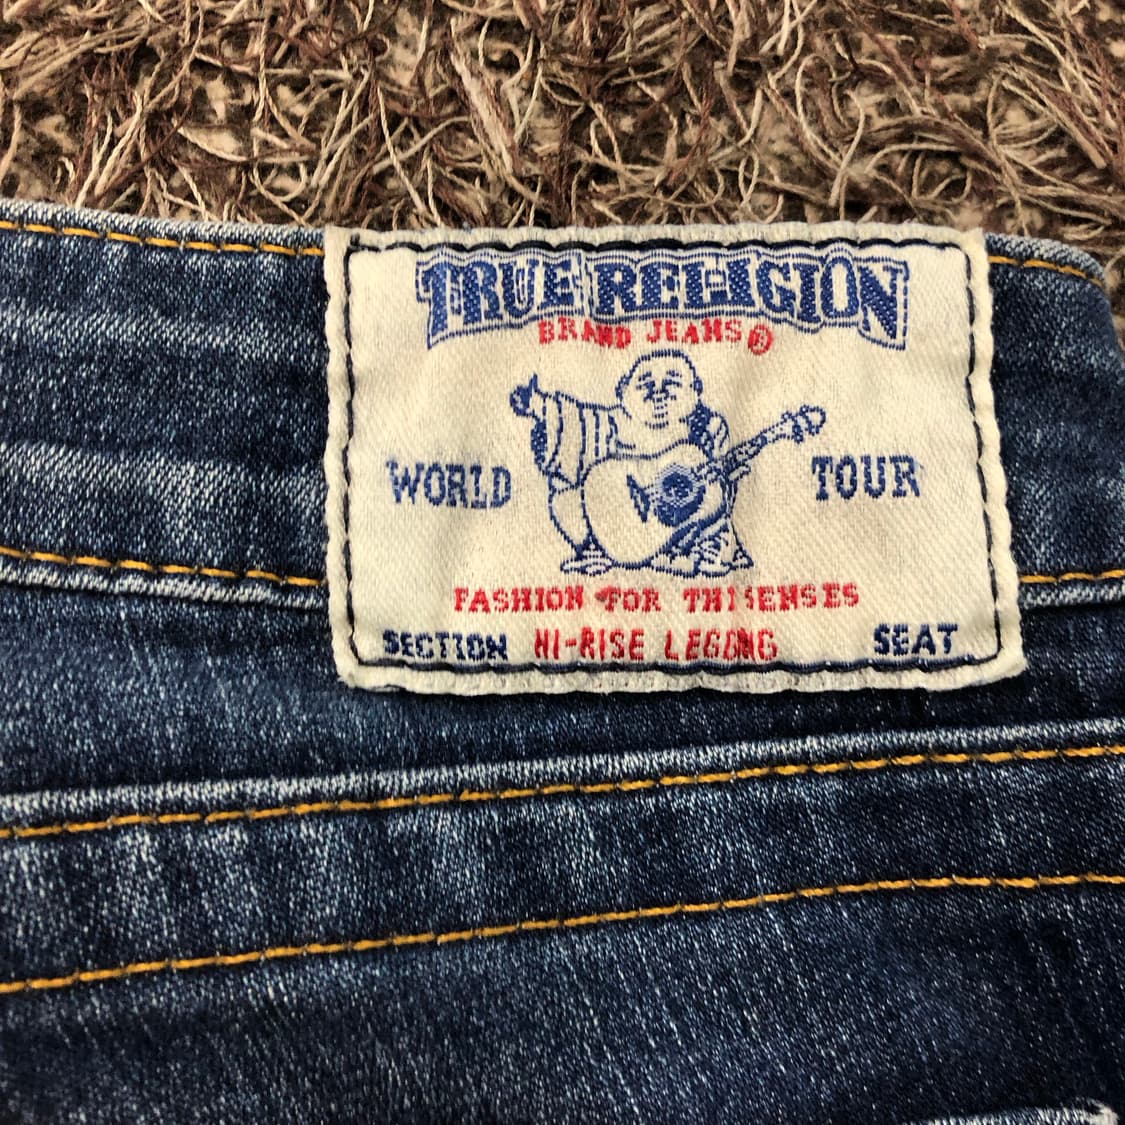 TRUE RELIGION
BRAND JEANS®
WORLD TOUR
FASHION FOR THE SENSES
SECTION HI-RISE LEGGING SEAT